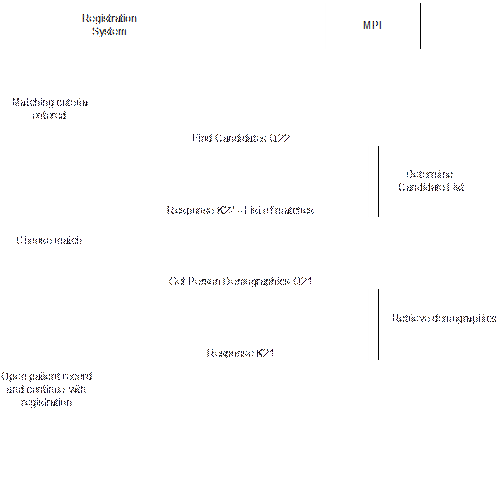 Registration
System
MPI
Matching criteria
entered
Find Candidates Q22
Determine
Candidate List
Response K22 - List of matches
Choose match
Get Person Demographics Q21
Retrieve demographics
Response K21
Open patient record
and continue with
registration